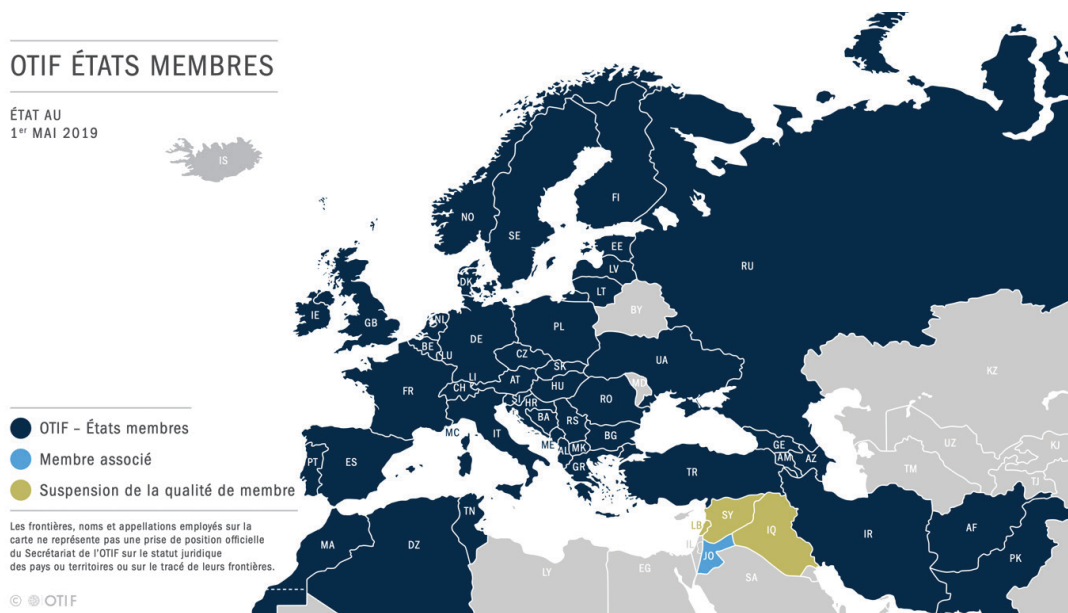 OTIF ÉTATS MEMBRES
ÉTAT AU
1er MAI 2019
IS
NO
SE
FI
EE
LV
LT
DK
RU
IE
GB
NL
BE
LU
DE
PL
BY
CZ
SK
UA
KZ
FR
LI
CH
AT
HU
MD
RO
SI
HR
BA
RS
MC
IT
ME
AL
MK
BG
GR
PT
ES
TR
GE
AM
AZ
UZ
TM
KJ
TJ
MA
DZ
TN
LY
EG
LB
SY
IQ
IL
JO
SA
IR
AF
PK
OTIF – États membres
Membre associé
Suspension de la qualité de membre
Les frontières, noms et appellations employés sur la
carte ne représente pas une prise de position officielle
du Secrétariat de l'OTIF sur le statut juridique
des pays ou territoires ou sur le tracé de leurs frontières.
© OTIF